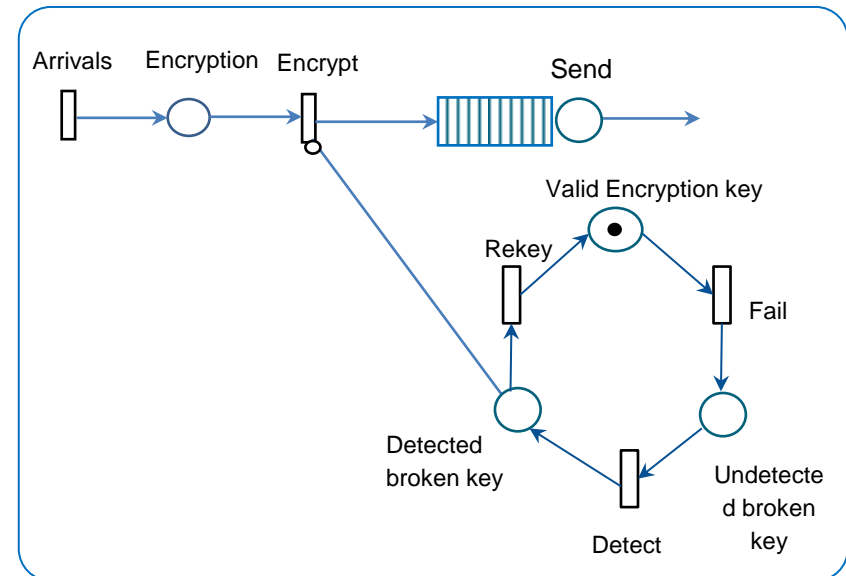 Arrivals
Encryption
Encrypt
Send
Valid Encryption key
Rekey
Fail
Detected
broken key
Undetecte
d broken
key
Detect